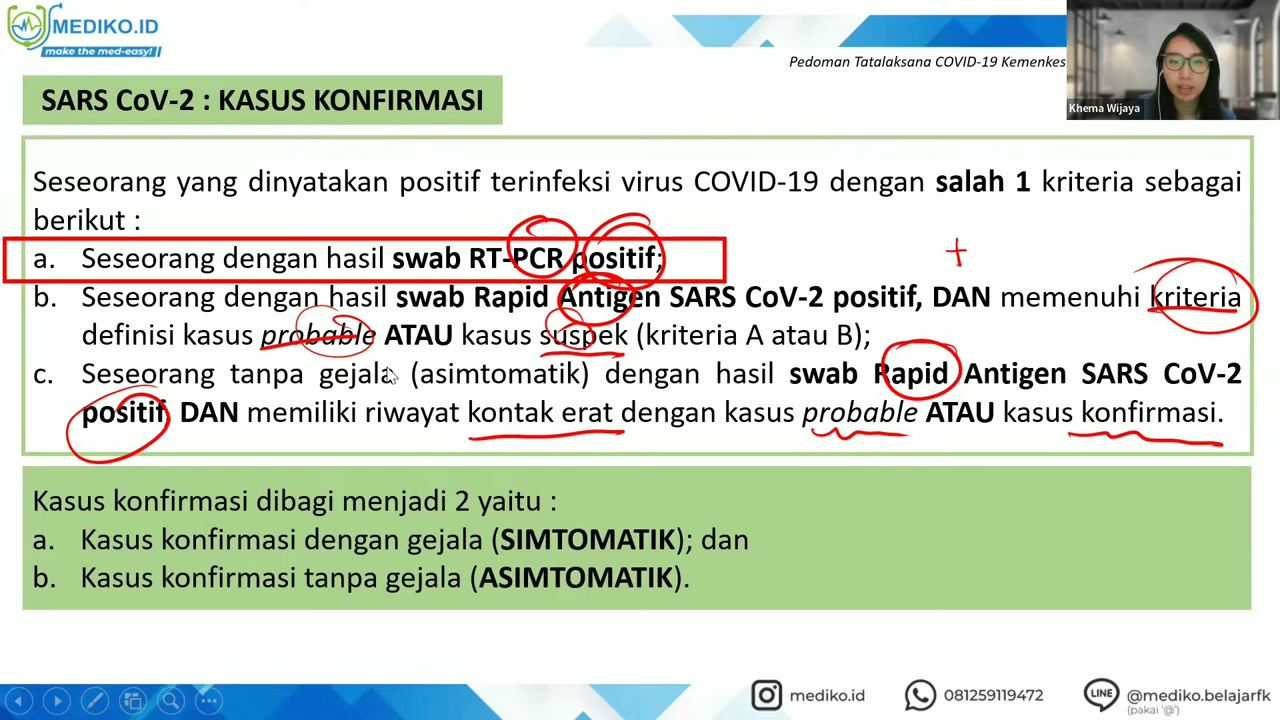 MEDIKO.ID
make the med-easy!
Pedoman Tatalaksana COVID-19 Kemenkes
Khema Wijaya
SARS CoV-2 : KASUS KONFIRMASI
Seseorang yang dinyatakan positif terinfeksi virus COVID-19 dengan salah 1 kriteria sebagai
berikut :
a. Seseorang dengan hasil swab RT-PCR positif;
+
b. Seseorang dengan hasil swab Rapid Antigen SARS CoV-2 positif, DAN memenuhi kriteria
definisi kasus probable ATAU kasus suspek (kriteria A atau B);
c. Seseorang tanpa gejala (asimtomatik) dengan hasil swab Rapid Antigen SARS CoV-2
positif, DAN memiliki riwayat kontak erat dengan kasus probable ATAU kasus konfirmasi.
Kasus konfirmasi dibagi menjadi 2 yaitu :
a. Kasus konfirmasi dengan gejala (SIMTOMATIK); dan
b. Kasus konfirmasi tanpa gejala (ASIMTOMATIK).
mediko.id
081259119472
LINE
@mediko.belajarfk
(pakai '@')